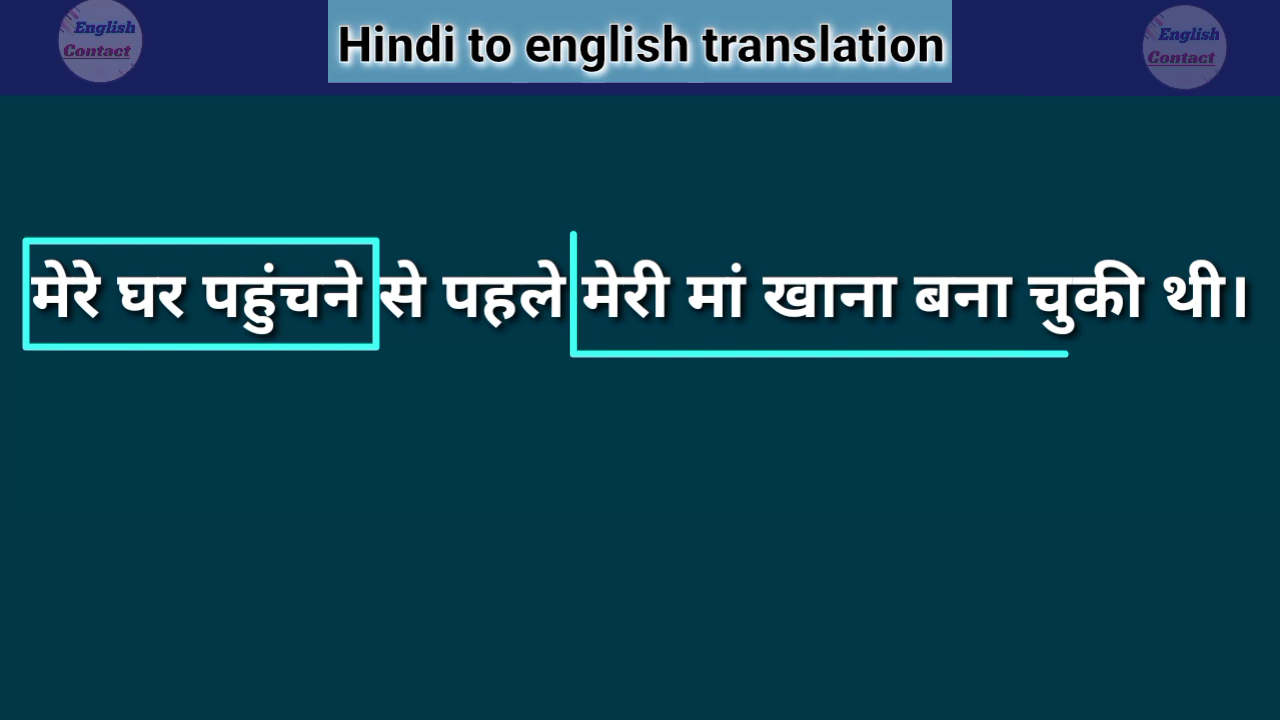 English
Contact
Hindi to english translation
English
Contact
मेरे घर पहुंचने से पहले मेरी मां खाना बना चुकी थी।